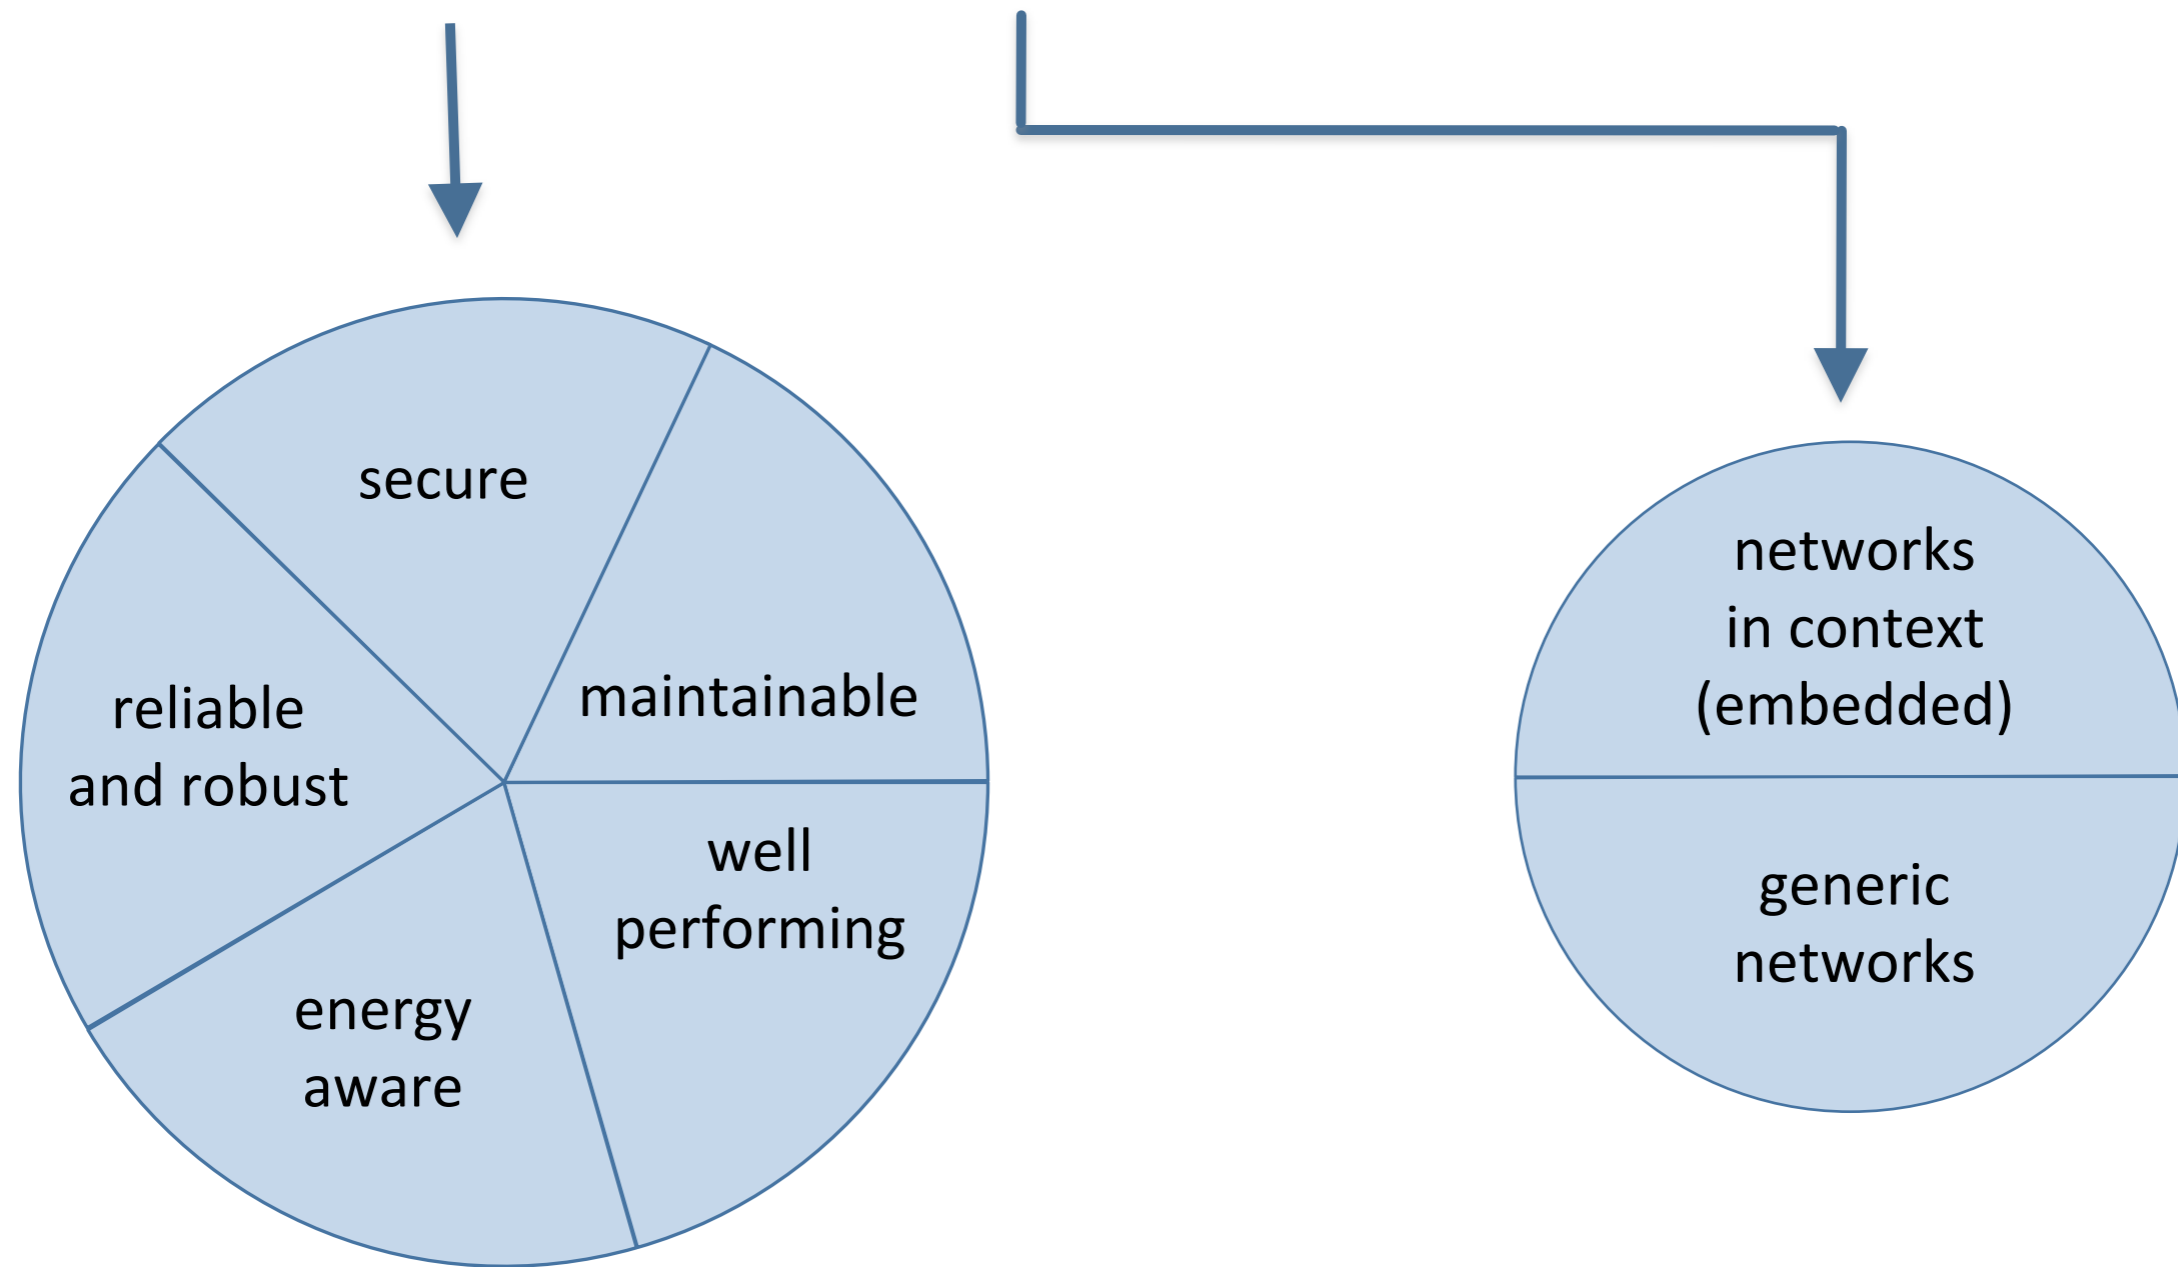 secure
maintainable
reliable
and robust
well
performing
energy
aware
networks
in context
(embedded)
generic
networks